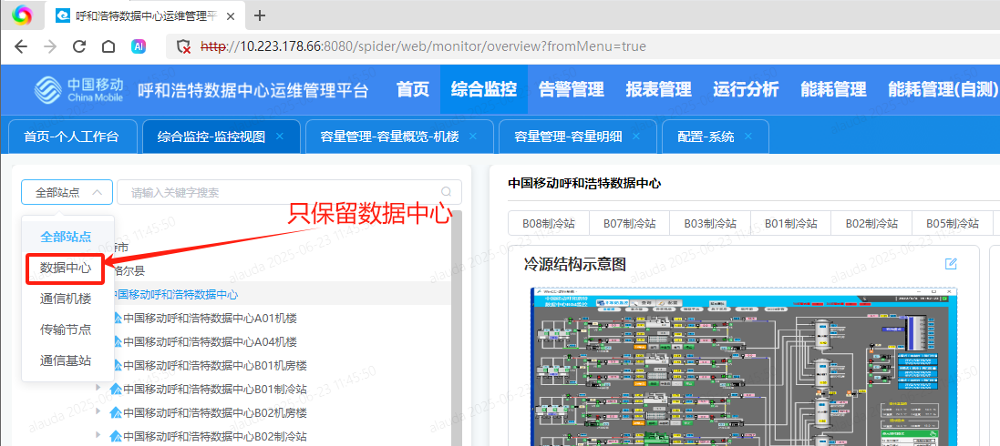 呼和浩特数据中心运维管理平
http://10.223.178.66:8080/spider/web/monitor/overview?fromMenu=true
中国移动
China Mobile
呼和浩特数据中心运维管理平台
首页 综合监控 告警管理 报表管理 运行分析 能耗管理 能耗管理(自测)
首页-个人工作台 综合监控-监控视图 × 容量管理-容量概览-机楼 × 容量管理-容量明细 × 配置-系统 ×
全部站点
请输入关键字搜索
只保留数据中心
全部站点
数据中心
通信机楼
传输节点
通信基站
特市
格尔县
中国移动呼和浩特数据中心
中国移动呼和浩特数据中心A01机楼
中国移动呼和浩特数据中心A04机楼
中国移动呼和浩特数据中心B01机房楼
中国移动呼和浩特数据中心B01制冷站
中国移动呼和浩特数据中心B02机房楼
中国移动呼和浩特数据中心B02制冷站
中国移动呼和浩特数据中心
B08制冷站 B07制冷站 B03制冷站 B01制冷站 B02制冷站 B05制冷站
冷源结构示意图
alauda 2025-06-23 11:45:50